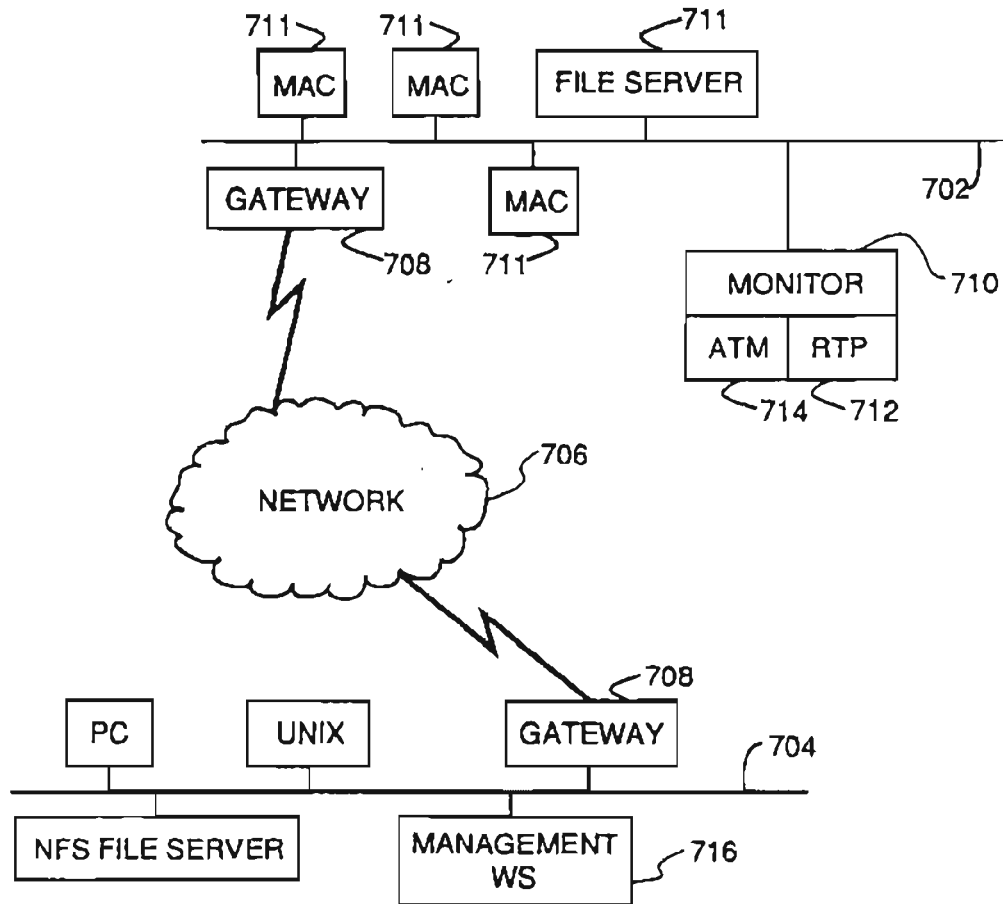 711
711
711
MAC
MAC
FILE SERVER
GATEWAY
MAC
702
708
711
710
MONITOR
ATM
RTP
714
712
706
NETWORK
708
PC
UNIX
GATEWAY
704
NFS FILE SERVER
MANAGEMENT
WS
716